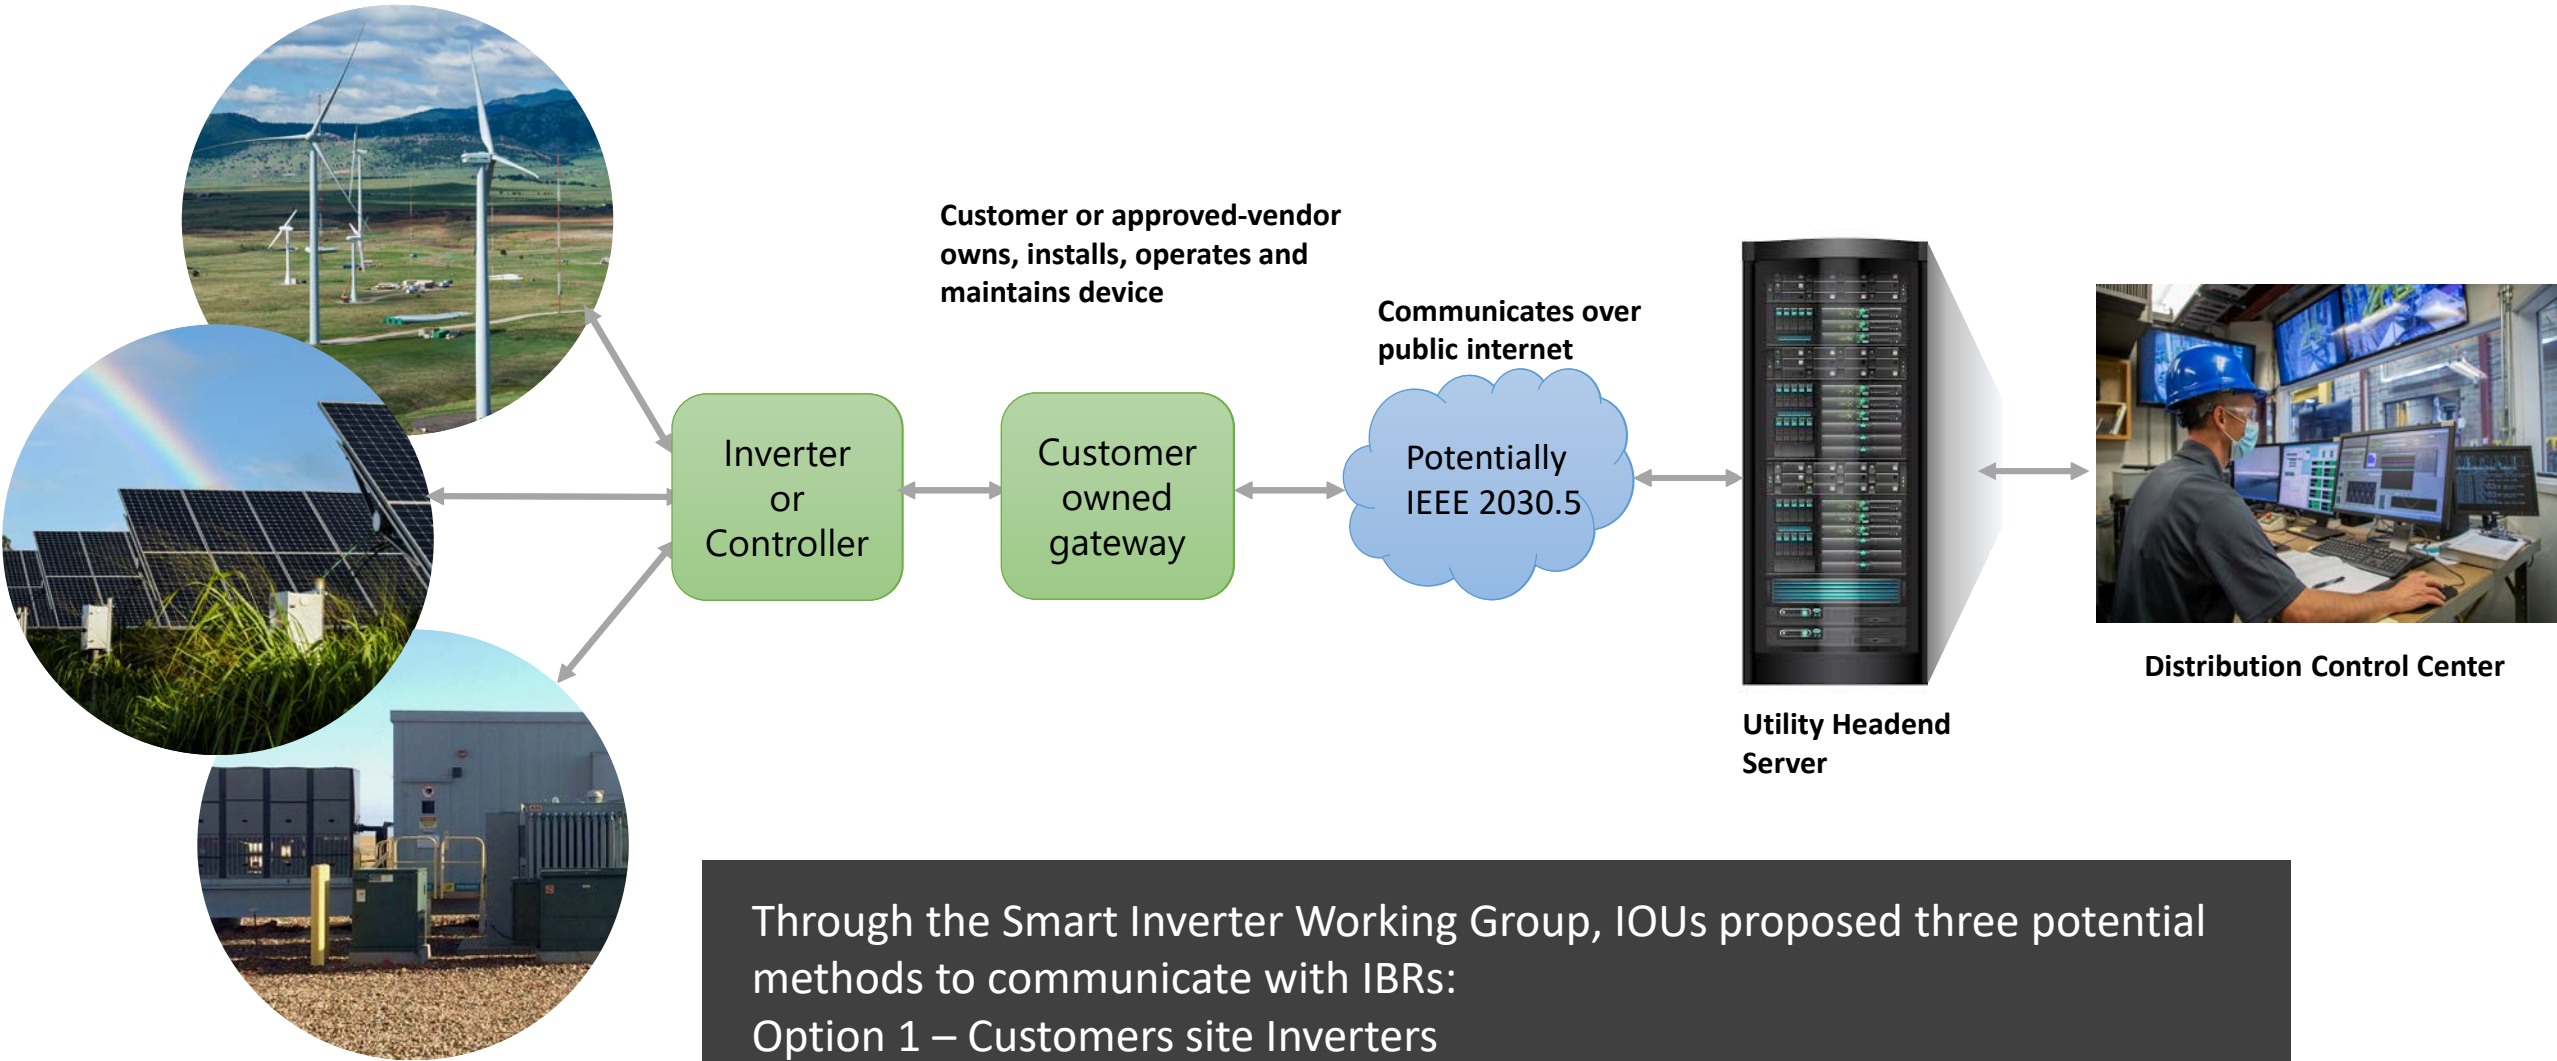 Customer or approved-vendor
owns, installs, operates and
maintains device
Communicates over
public internet
Inverter
or
Controller
Customer
owned
gateway
Potentially
IEEE 2030.5
Distribution Control Center
Utility Headend
Server
Through the Smart Inverter Working Group, IOUs proposed three potential
methods to communicate with IBRs:
Option 1 – Customers site Inverters